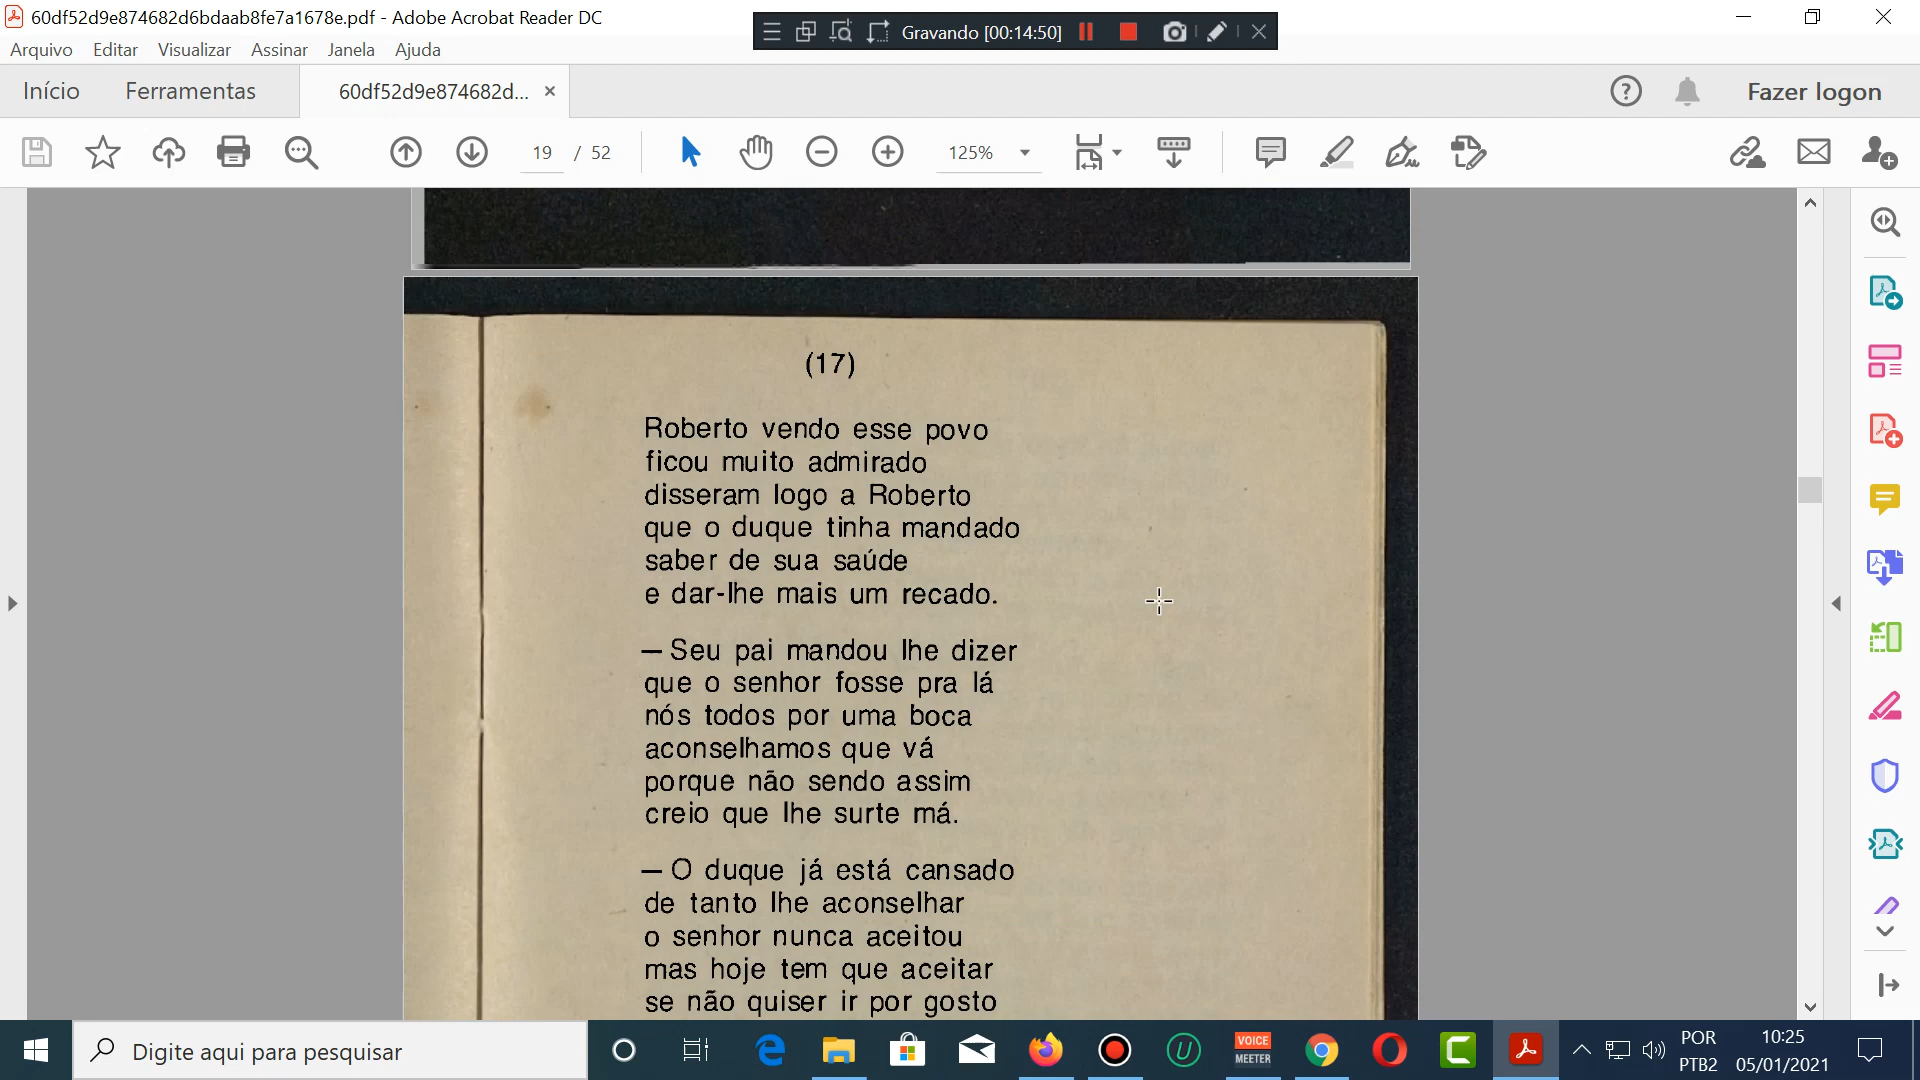 60df52d9e874682d6bdaab8fe7a1678e.pdf - Adobe Acrobat Reader DC
Gravando [00:14:50]
Arquivo Editar Visualizar Assinar Janela Ajuda
Início Ferramentas 60df52d9e874682d... Fazer logon
19 / 52 125%
(17)
Roberto vendo esse povo
ficou muito admirado
disseram logo a Roberto
que o duque tinha mandado
saber de sua saúde
e dar-lhe mais um recado.
— Seu pai mandou lhe dizer
que o senhor fosse pra lá
nós todos por uma boca
aconselhamos que vá
porque não sendo assim
creio que lhe surte má.
— O duque já está cansado
de tanto lhe aconselhar
o senhor nunca aceitou
mas hoje tem que aceitar
se não quiser ir por gosto
Digite aqui para pesquisar
VOICE
MEETER
POR
PTB2
10:25
05/01/2021